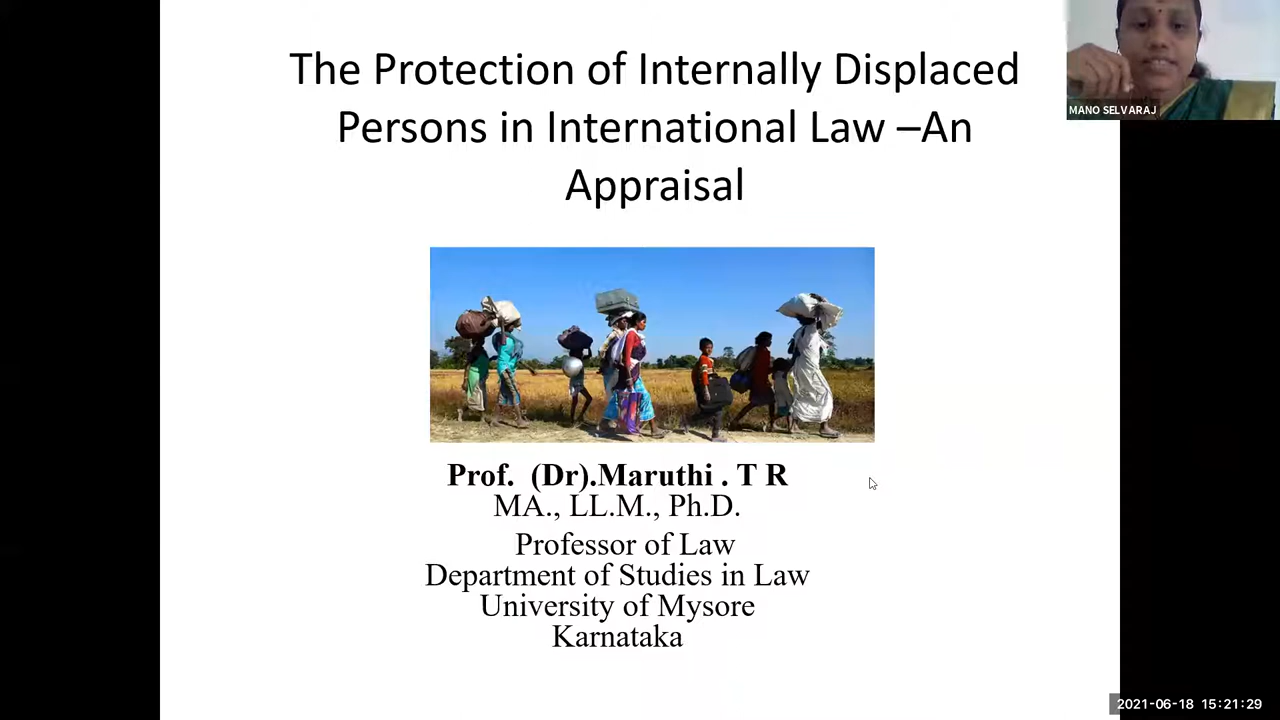 The Protection of Internally Displaced
Persons in International Law –An
Appraisal
MANO SELVARAJ
Prof. (Dr).Maruthi . T R
MA., LL.M., Ph.D.
Professor of Law
Department of Studies in Law
University of Mysore
Karnataka
2021-06-18 15:21:29